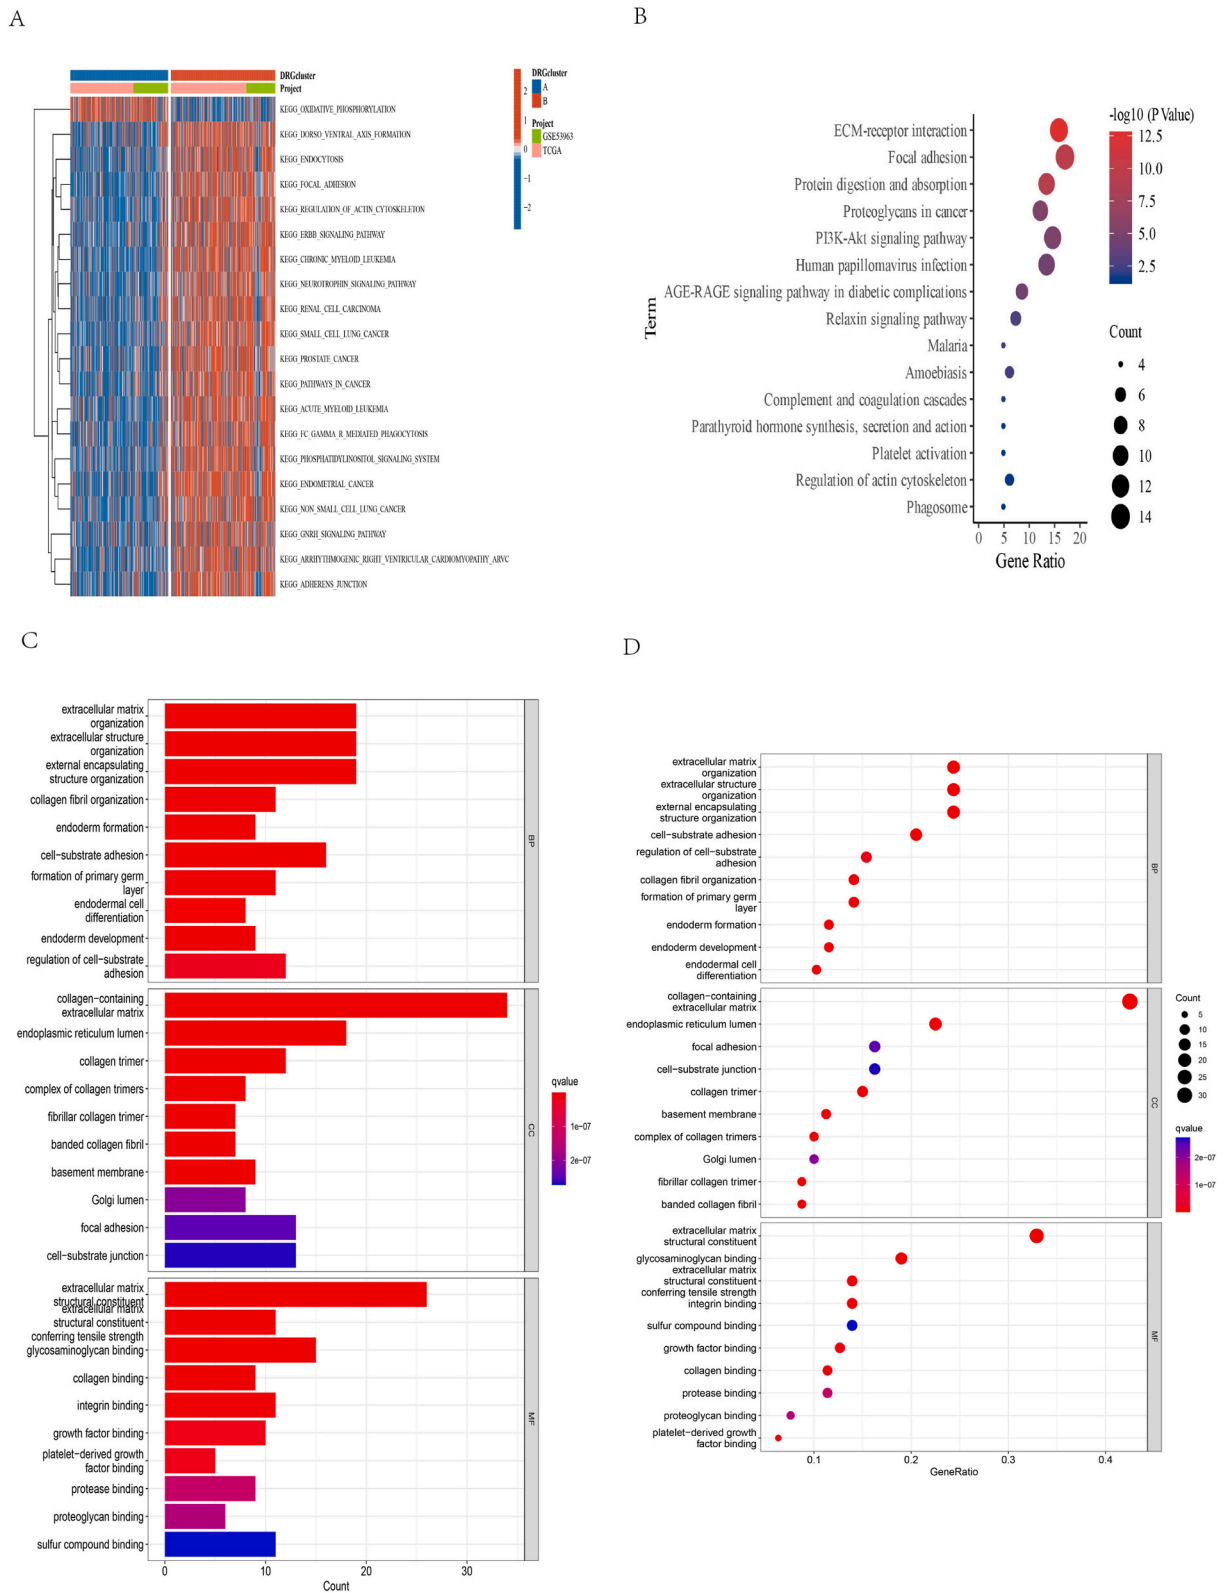 A
DRGcluster
Project
KEGG_OXIDATIVE_PHOSPHORYLATION
KEGG_DORSO_VENTRAL_AXIS_FORMATION
KEGG_ENDOCYTOSIS
KEGG_FOCAL_ADHESION
KEGG_REGULATION_OF_ACTIN_CYTOSKELETON
KEGG_ERBB_SIGNALING_PATHWAY
KEGG_CHRONIC_MYELOID_LEUKEMIA
KEGG_NEUROTROPHIN_SIGNALING_PATHWAY
KEGG_RENAL_CELL_CARCINOMA
KEGG_SMALL_CELL_LUNG_CANCER
KEGG_PROSTATE_CANCER
KEGG_PATHWAYS_IN_CANCER
KEGG_ACUTE_MYELOID_LEUKEMIA
KEGG_FC_GAMMA_R_MEDIATED_PHAGOCYTOSIS
KEGG_PHOSPHATIDYLINOSITOL_SIGNALING_SYSTEM
KEGG_ENDOMETRIAL_CANCER
KEGG_NON_SMALL_CELL_LUNG_CANCER
KEGG_GNRH_SIGNALING_PATHWAY
KEGG_ARRHYTHMOGENIC_RIGHT_VENTRICULAR_CARDIOMYOPATHY_ARVC
KEGG_ADHERENS_JUNCTION
2
1
0
−1
−2
DRGcluster
A
B
Project
GSE53963
TCGA
B
Term
ECM-receptor interaction
Focal adhesion
Protein digestion and absorption
Proteoglycans in cancer
PI3K-Akt signaling pathway
Human papillomavirus infection
AGE-RAGE signaling pathway in diabetic complications
Relaxin signaling pathway
Malaria
Amoebiasis
Complement and coagulation cascades
Parathyroid hormone synthesis, secretion and action
Platelet activation
Regulation of actin cytoskeleton
Phagosome
0 5 10 15 20
Gene Ratio
-log10 (P Value)
12.5
10.0
7.5
5.0
2.5
Count
4
6
8
10
12
14
C
extracellular matrix
organization
extracellular structure
organization
external encapsulating
structure organization
collagen fibril organization
endoderm formation
cell−substrate adhesion
formation of primary germ
layer
endodermal cell
differentiation
endoderm development
regulation of cell−substrate
adhesion
BP
collagen−containing
extracellular matrix
endoplasmic reticulum lumen
collagen trimer
complex of collagen trimers
fibrillar collagen trimer
banded collagen fibril
basement membrane
Golgi lumen
focal adhesion
cell−substrate junction
CC
extracellular matrix
structural constituent
extracellular matrix
structural constituent
conferring tensile strength
glycosaminoglycan binding
collagen binding
integrin binding
growth factor binding
platelet−derived growth
factor binding
protease binding
proteoglycan binding
sulfur compound binding
MF
0 10 20 30
Count
qvalue
1e−07
2e−07
D
extracellular matrix
organization
extracellular structure
organization
external encapsulating
structure organization
cell−substrate adhesion
regulation of cell−substrate
adhesion
collagen fibril organization
formation of primary germ
layer
endoderm formation
endoderm development
endodermal cell
differentiation
BP
collagen−containing
extracellular matrix
endoplasmic reticulum lumen
focal adhesion
cell−substrate junction
collagen trimer
basement membrane
complex of collagen trimers
Golgi lumen
fibrillar collagen trimer
banded collagen fibril
CC
extracellular matrix
structural constituent
glycosaminoglycan binding
extracellular matrix
structural constituent
conferring tensile strength
integrin binding
sulfur compound binding
growth factor binding
collagen binding
protease binding
proteoglycan binding
platelet−derived growth
factor binding
MF
0.1 0.2 0.3 0.4
GeneRatio
Count
5
10
15
20
25
30
qvalue
2e−07
1e−07